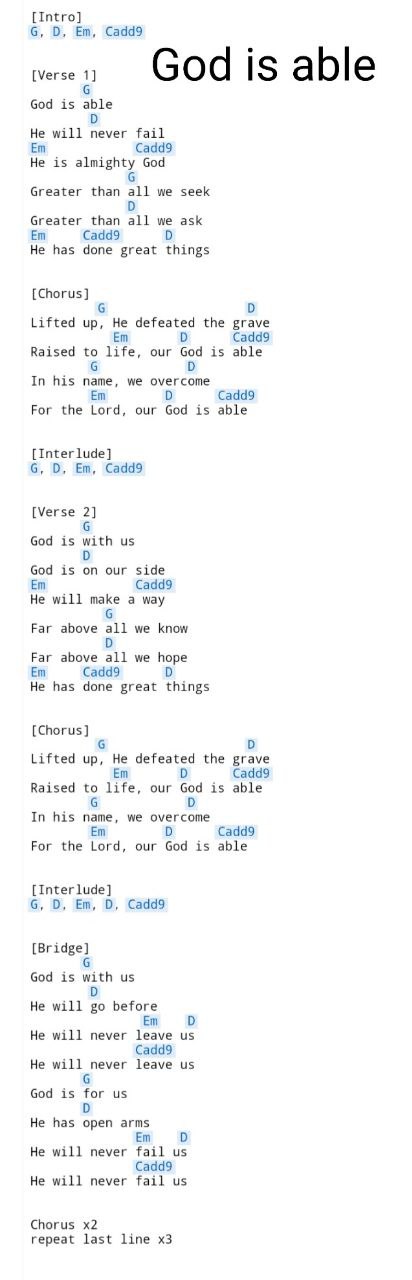 [Intro]
G, D, Em, Cadd9
God is able
[Verse 1]
G
God is able
D
He will never fail
Em Cadd9
He is almighty God
G
Greater than all we seek
D
Greater than all we ask
Em Cadd9 D
He has done great things
[Chorus]
G D
Lifted up, He defeated the grave
Em D Cadd9
Raised to life, our God is able
G D
In his name, we overcome
Em D Cadd9
For the Lord, our God is able
[Interlude]
G, D, Em, Cadd9
[Verse 2]
G
God is with us
D
God is on our side
Em Cadd9
He will make a way
G
Far above all we know
D
Far above all we hope
Em Cadd9 D
He has done great things
[Chorus]
G D
Lifted up, He defeated the grave
Em D Cadd9
Raised to life, our God is able
G D
In his name, we overcome
Em D Cadd9
For the Lord, our God is able
[Interlude]
G, D, Em, D, Cadd9
[Bridge]
G
God is with us
D
He will go before
Em D
He will never leave us
Cadd9
He will never leave us
G
God is for us
D
He has open arms
Em D
He will never fail us
Cadd9
He will never fail us
Chorus x2
repeat last line x3